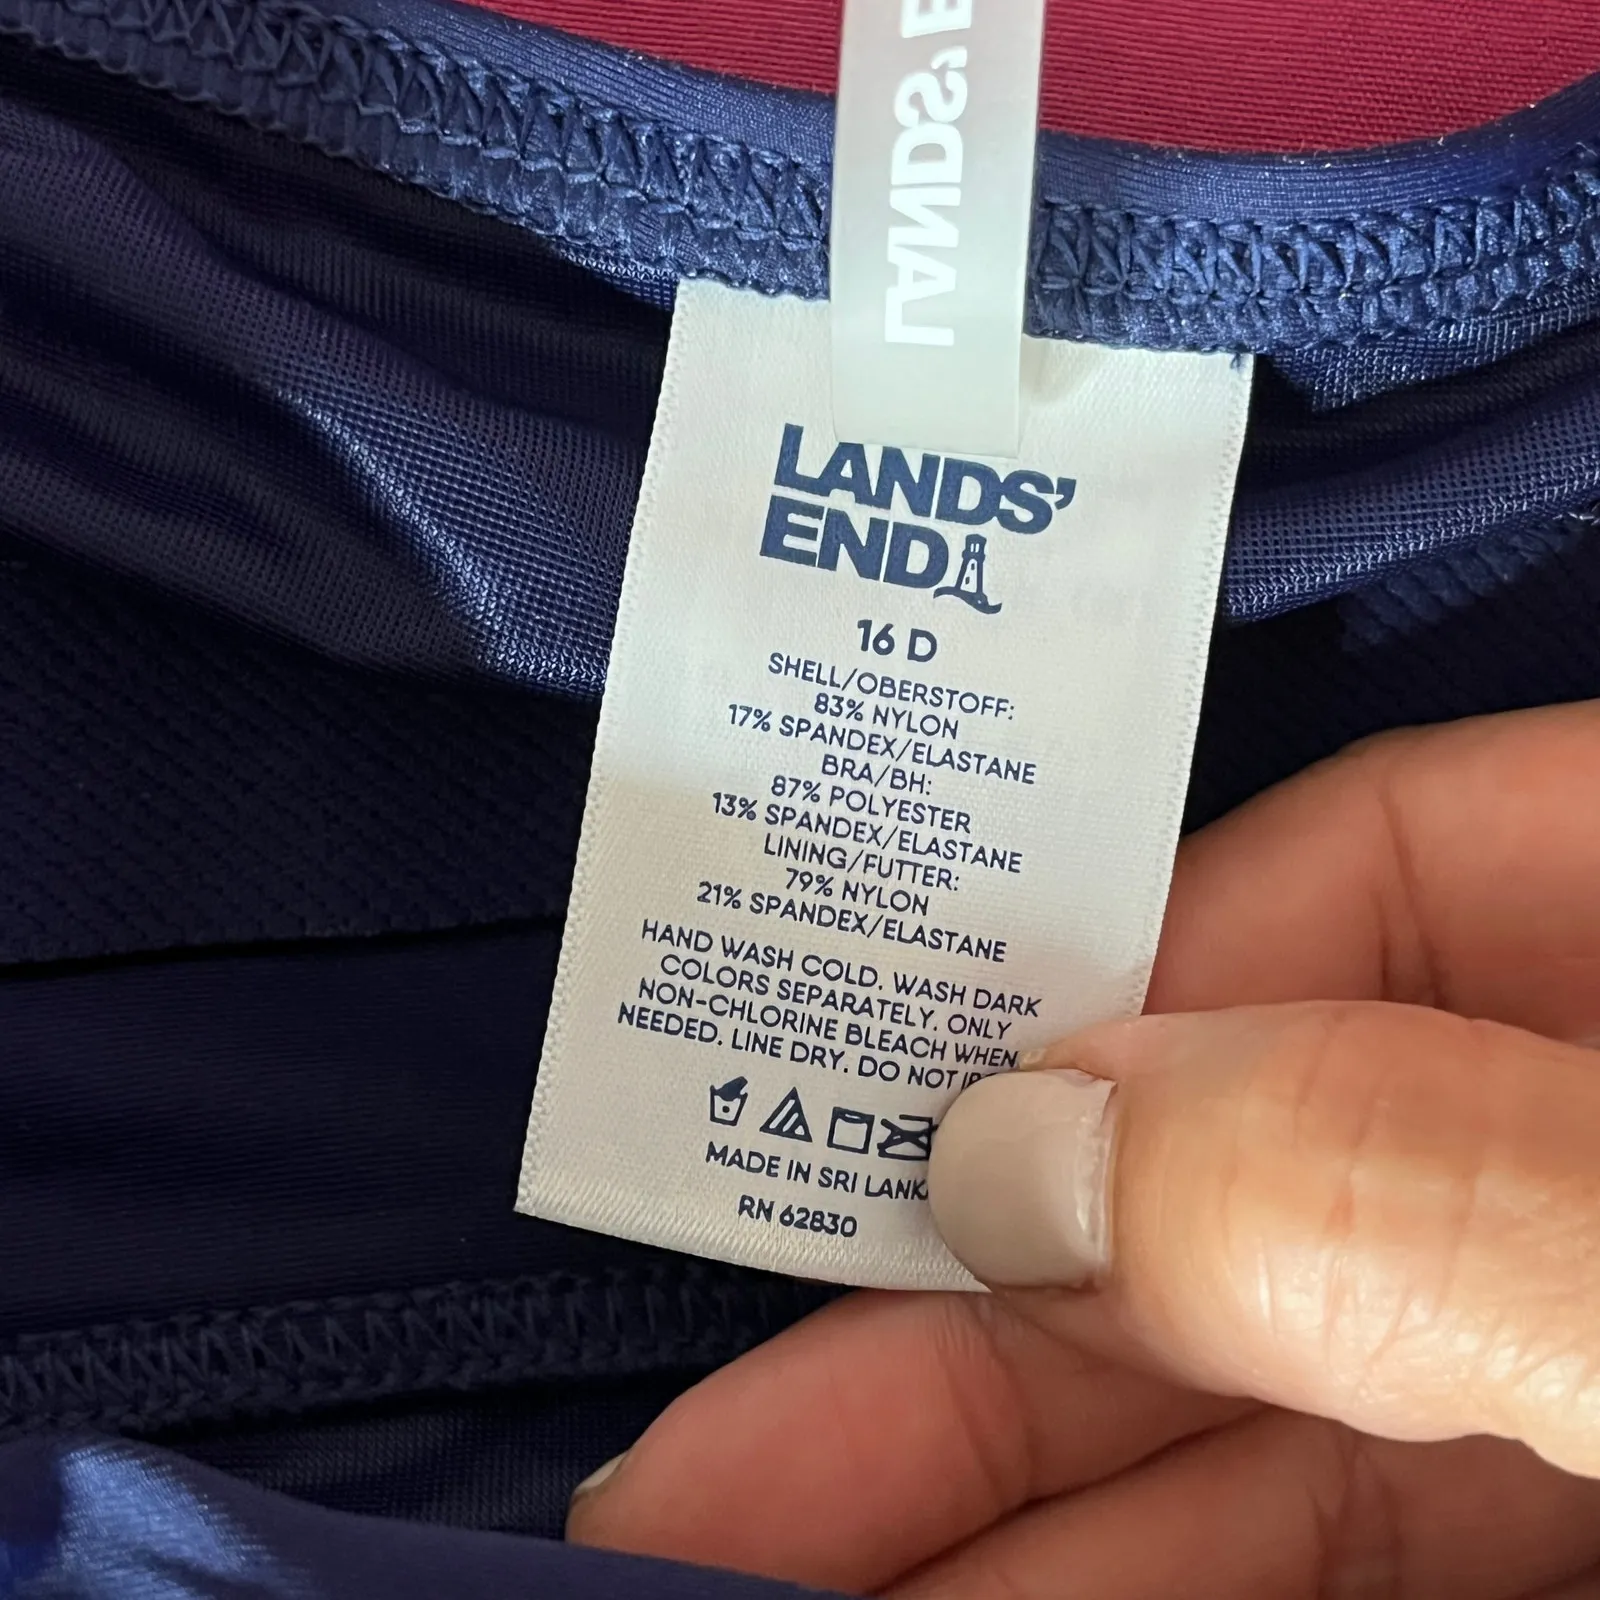 LAND'S E
LANDS'
END
16 D
SHELL/OBERSTOFF:
83% NYLON
17% SPANDEX/ELASTANE
BRA/BH:
87% POLYESTER
13% SPANDEX/ELASTANE
LINING/FUTTER:
79% NYLON
21% SPANDEX/ELASTANE
HAND WASH COLD. WASH DARK
COLORS SEPARATELY. ONLY
NON-CHLORINE BLEACH WHEN
NEEDED. LINE DRY. DO NOT
MADE IN SRI
RN 62830